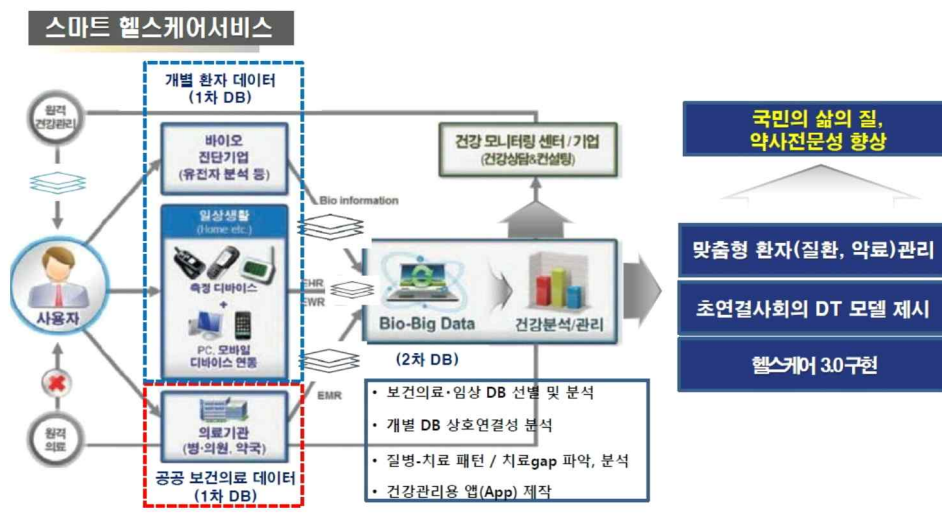 스마트 헬스케어서비스
개별 환자 데이터
(1차 DB)
원격
건강관리
바이오
진단기업
(유전자 분석 등)
Bio information
일상생활
(Home etc.)
측정 디바이스
+
PC, 모바일
디바이스 연동
사용자
EHR
EWR
EMR
원격
의료
의료기관
(병·의원, 약국)
공공 보건의료 데이터
(1차 DB)
건강 모니터링 센터 / 기업
(건강상담&컨설팅)
Bio-Big Data
건강분석/관리
(2차 DB)
• 보건의료·임상 DB 선별 및 분석
• 개별 DB 상호연결성 분석
• 질병-치료 패턴 / 치료gap 파악, 분석
• 건강관리용 앱(App) 제작
국민의 삶의 질,
약사전문성 향상
맞춤형 환자(질환, 약료)관리
초연결사회의 DT 모델 제시
헬스케어 3.0 구현